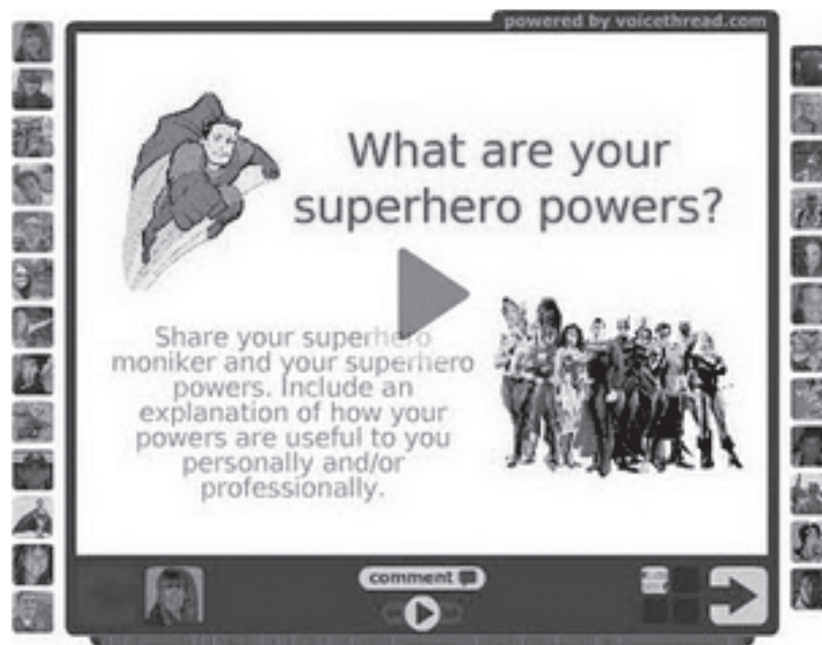 powered by voicethread.com
What are your
superhero powers?
Share your superhero
moniker and your superhero
powers. Include an
explanation of how your
powers are useful to you
personally and/or
professionally.
comment